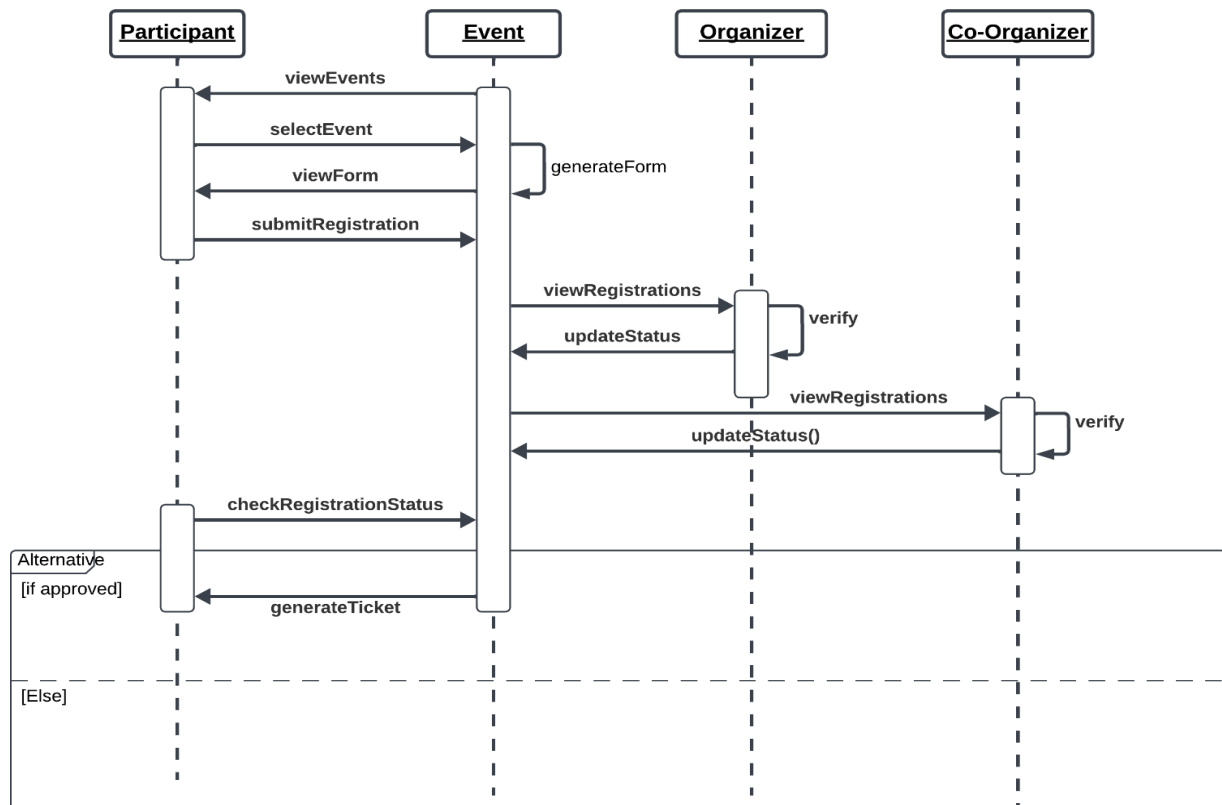 Participant
Event
Organizer
Co-Organizer
viewEvents
selectEvent
generateForm
viewForm
submitRegistration
viewRegistrations
verify
updateStatus
viewRegistrations
verify
updateStatus()
checkRegistrationStatus
Alternative
[if approved]
generateTicket
[Else]